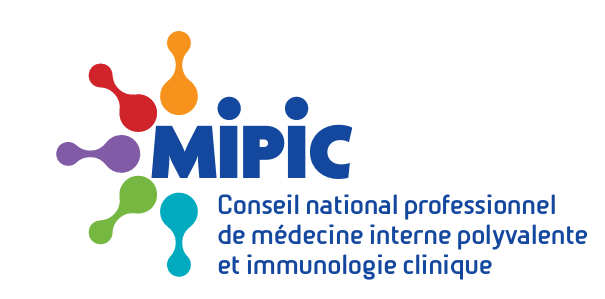 MiPiC
Conseil national professionnel
de médecine interne polyvalente
et immunologie clinique